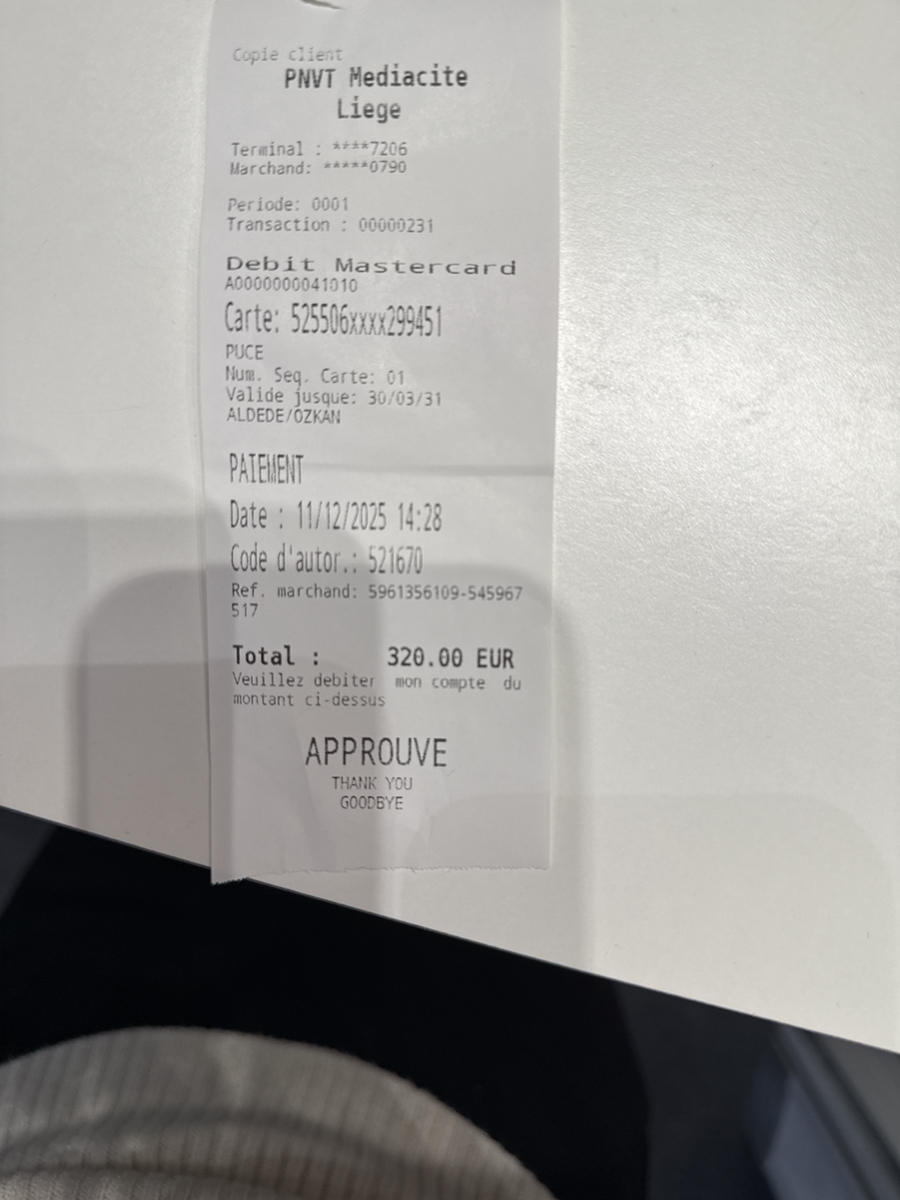 Copie client
PNVT Mediacite
Liege
Terminal : ****7206
Marchand: *****0790
Periode: 0001
Transaction : 00000231
Debit Mastercard
A0000000041010
Carte: 525506xxxx299451
PUCE
Num. Seq. Carte: 01
Valide jusque: 30/03/31
ALDEDE/OZKAN
PAIEMENT
Date : 11/12/2025 14:28
Code d'autor.: 521670
Ref. marchand: 5961356109-545967
517
Total : 320.00 EUR
Veuillez debiter mon compte du
montant ci-dessus
APPROUVE
THANK YOU
GOODBYE